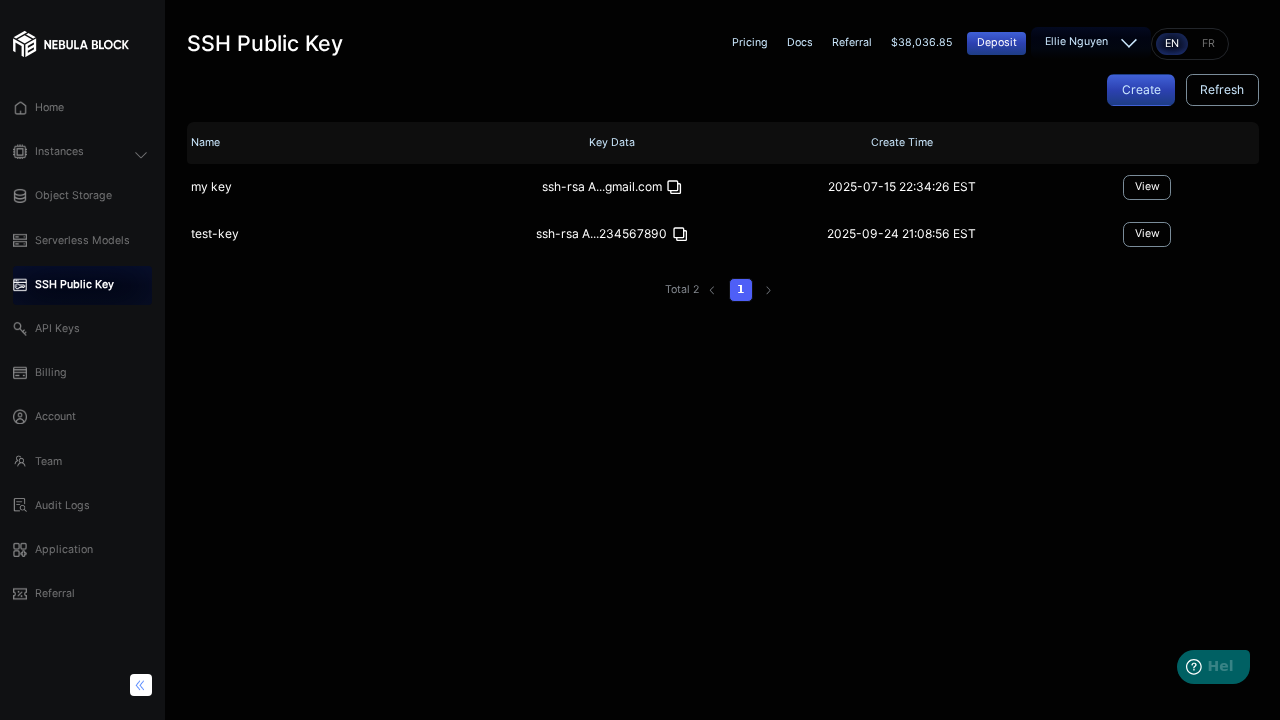 NEBULA BLOCK
Home
Instances
Object Storage
Serverless Models
SSH Public Key
API Keys
Billing
Account
Team
Audit Logs
Application
Referral
SSH Public Key
Pricing Docs Referral $38,036.85 Deposit Ellie Nguyen EN FR
Create Refresh
Name Key Data Create Time
my key ssh-rsa A...gmail.com 2025-07-15 22:34:26 EST View
test-key ssh-rsa A...234567890 2025-09-24 21:08:56 EST View
Total 2 1
Hel